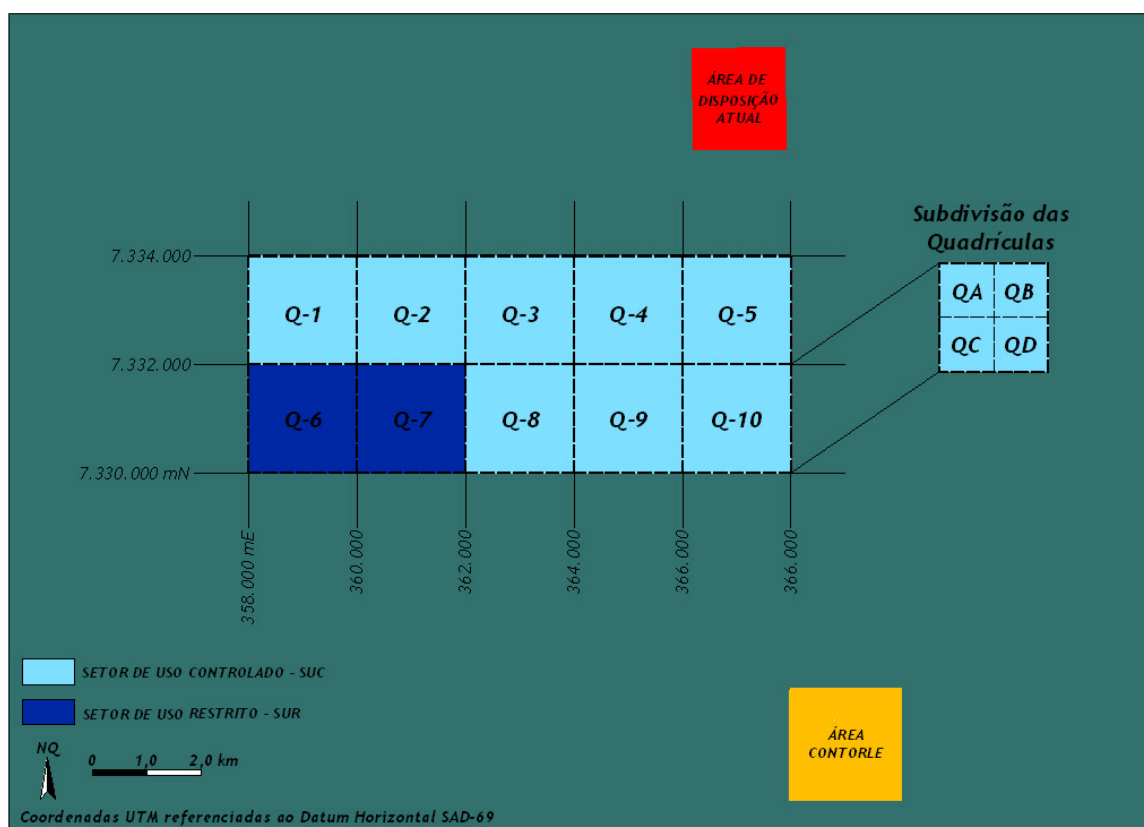 ÁREA DE
DISPOSIÇÃO
ATUAL
Subdivisão das
Quadrículas
7.334.000
Q-1 Q-2 Q-3 Q-4 Q-5
QA QB
QC QD
7.332.000
Q-6 Q-7 Q-8 Q-9 Q-10
7.330.000 mN
358.000 mE
360.000
362.000
364.000
366.000
366.000
SETOR DE USO CONTROLADO - SUC
SETOR DE USO RESTRITO - SUR
NQ
0 1,0 2,0 km
ÁREA
CONTORLE
Coordenadas UTM referenciadas ao Datum Horizontal SAD-69